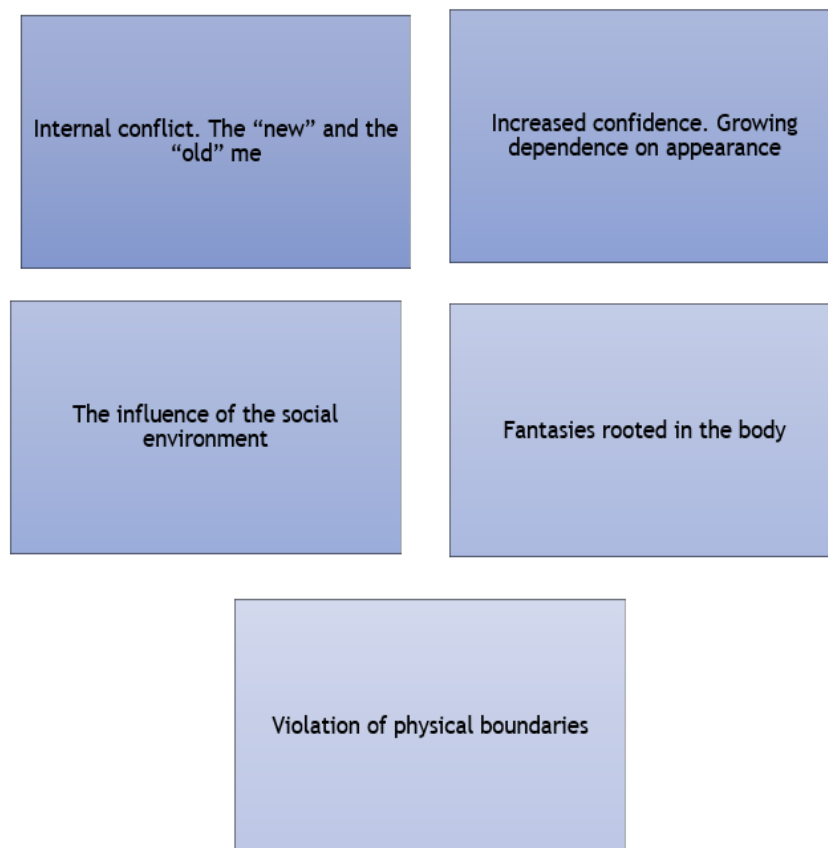 Internal conflict. The “new” and the
“old” me
Increased confidence. Growing
dependence on appearance
The influence of the social
environment
Fantasies rooted in the body
Violation of physical boundaries